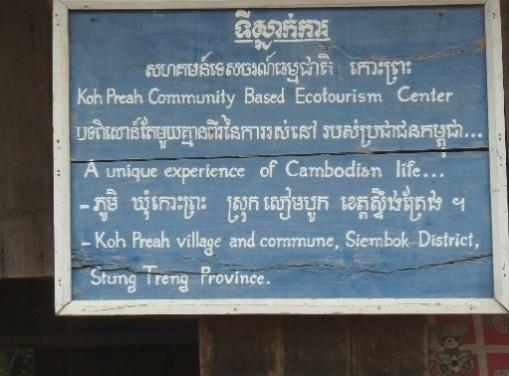 ទីស្នាក់ការ
សហគមន៍ទេសចរណ៍ធម្មជាតិ កោះព្រះ
Koh Preah Community Based Ecotourism Center
បទពិសោន៍តែមួយគ្មានពីរនៃការរស់នៅ របស់ប្រជាជនកម្ពុជា...
A unique experience of Cambodian life...
- ភូមិ ឃុំកោះព្រះ ស្រុក សៀមបូក ខេត្តស្ទឹងត្រែង ។
- Koh Preah village and commune, Siembok District,
Stung Treng Province.